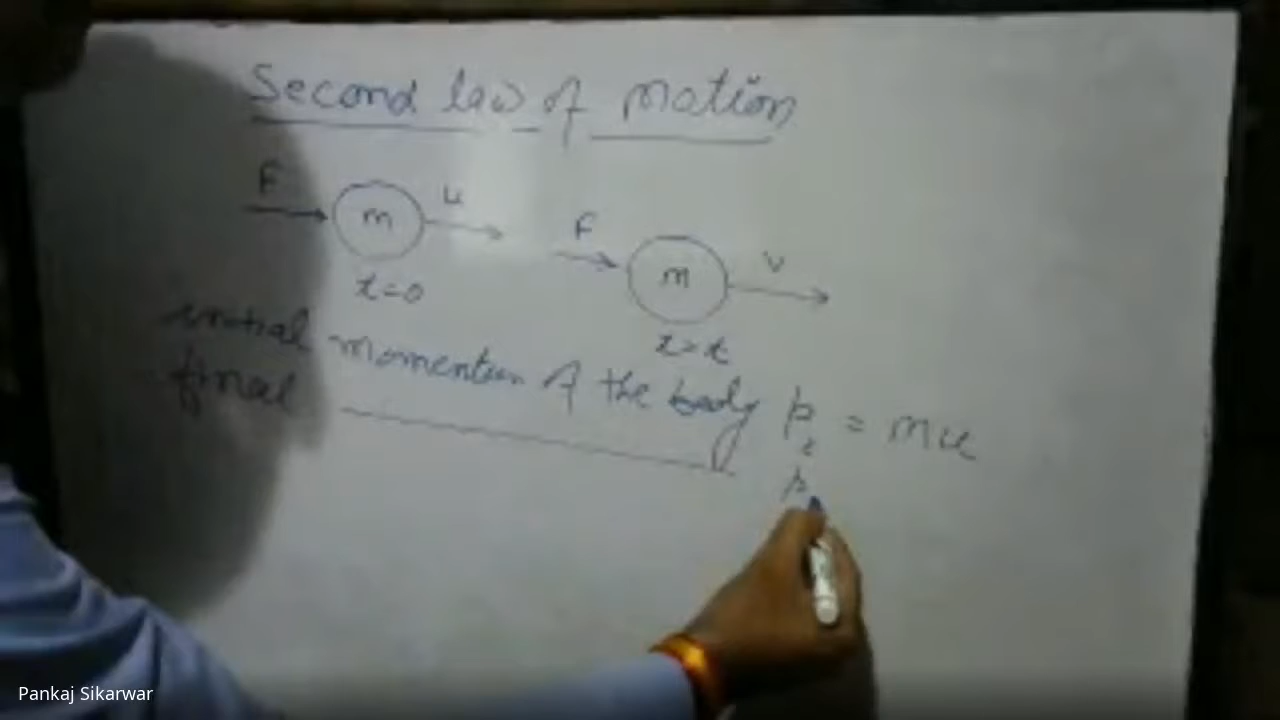 Second law of motion
F m u F m v
t=0 t=t
initial momentum of the body p i = mu
final
p
Pankaj Sikarwar